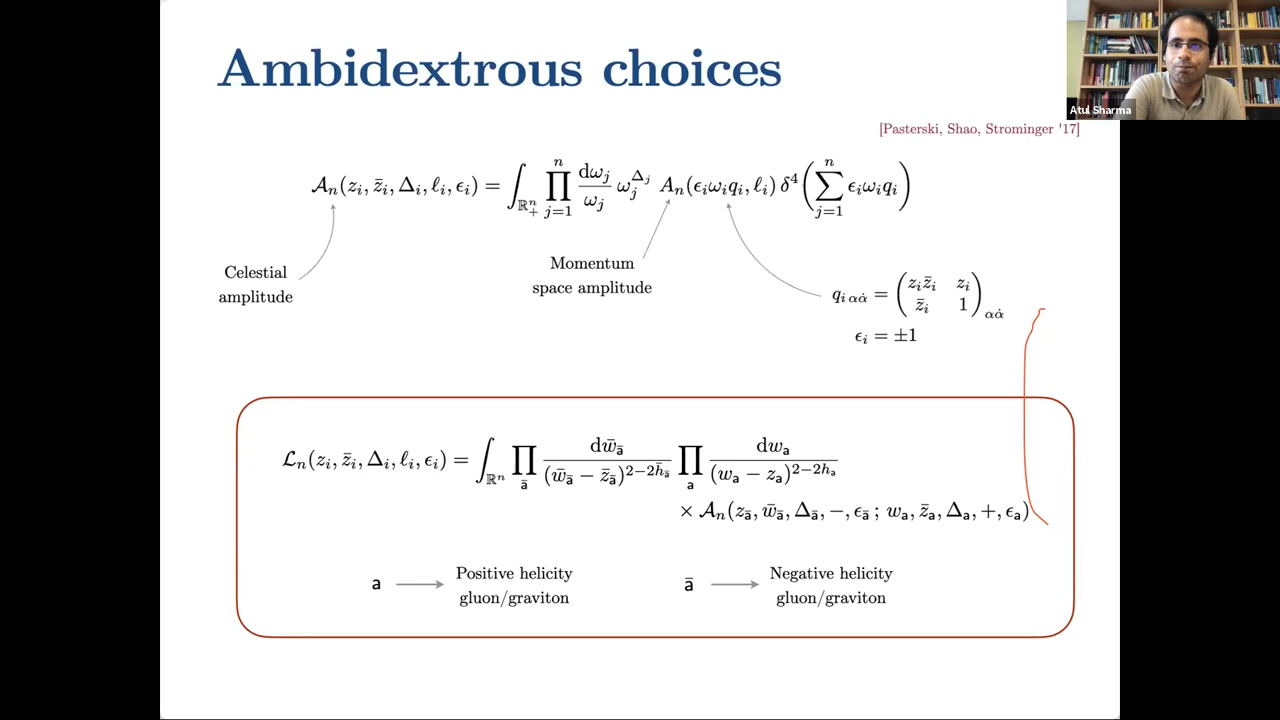 Ambidextrous choices
Atul Sharma
[Pasterski, Shao, Strominger '17]
𝒜ₙ(zᵢ, z̄ᵢ, Δᵢ, ℓᵢ, ϵᵢ) = ∫_{ℝ₊ⁿ} ∏_{j=1}^{n} (dωⱼ/ωⱼ) ωⱼ^{Δⱼ} Aₙ(ϵᵢωᵢqᵢ, ℓᵢ) δ⁴(∑_{j=1}^{n} ϵᵢωᵢqᵢ)
Celestial
amplitude
Momentum
space amplitude
q_{i αα̇} = (zᵢz̄ᵢ zᵢ ; z̄ᵢ 1)_{αα̇}
ϵᵢ = ±1
ℒₙ(zᵢ, z̄ᵢ, Δᵢ, ℓᵢ, ϵᵢ) = ∫_{ℝⁿ} ∏_{ā} dw̄_ā/(w̄_ā − z̄_ā)^{2−2h̄_ā} ∏_{a} dw_a/(w_a − z_a)^{2−2h_a}
× 𝒜ₙ(z_ā, w̄_ā, Δ_ā, −, ϵ_ā ; w_a, z̄_a, Δ_a, +, ϵ_a)
a → Positive helicity
gluon/graviton
ā → Negative helicity
gluon/graviton